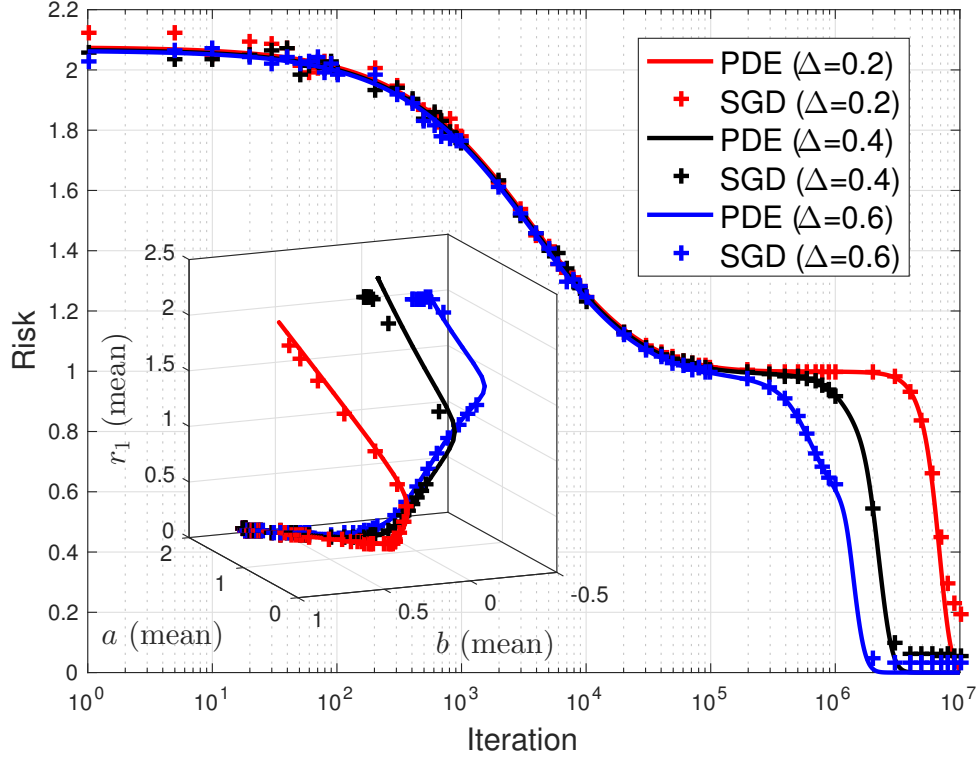 2.2
2
1.8
1.6
1.4
1.2
1
0.8
0.6
0.4
0.2
0
Risk
10^0 10^1 10^2 10^3 10^4 10^5 10^6 10^7
Iteration
PDE (Δ=0.2)
SGD (Δ=0.2)
PDE (Δ=0.4)
SGD (Δ=0.4)
PDE (Δ=0.6)
SGD (Δ=0.6)
2.5
2
1.5
1
0.5
0
r_1 (mean)
2
1
0
a (mean)
1
0.5
0
-0.5
b (mean)